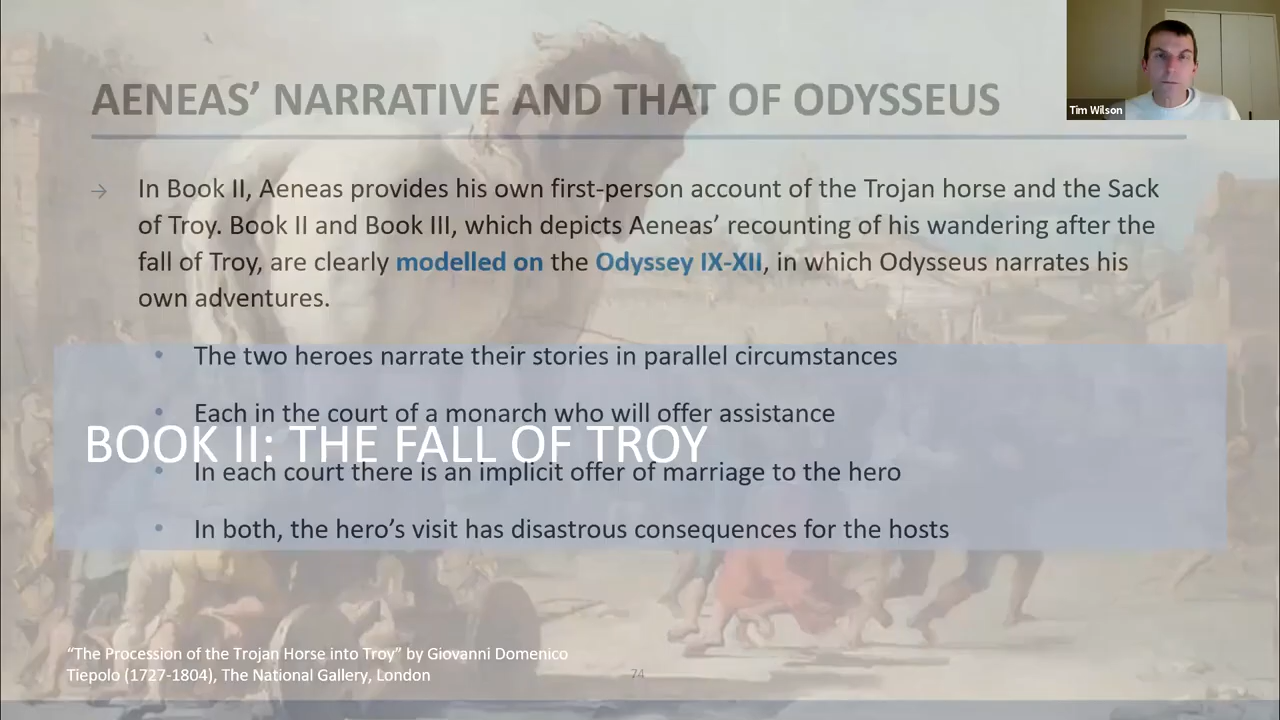 AENEAS’ NARRATIVE AND THAT OF ODYSSEUS
Tim Wilson
→ In Book II, Aeneas provides his own first-person account of the Trojan horse and the Sack
of Troy. Book II and Book III, which depicts Aeneas’ recounting of his wandering after the
fall of Troy, are clearly modelled on the Odyssey IX-XII, in which Odysseus narrates his
own adventures.
• The two heroes narrate their stories in parallel circumstances
• Each in the court of a monarch who will offer assistance
BOOK II: THE FALL OF TROY
• In each court there is an implicit offer of marriage to the hero
• In both, the hero’s visit has disastrous consequences for the hosts
“The Procession of the Trojan Horse into Troy” by Giovanni Domenico
Tiepolo (1727-1804), The National Gallery, London
74